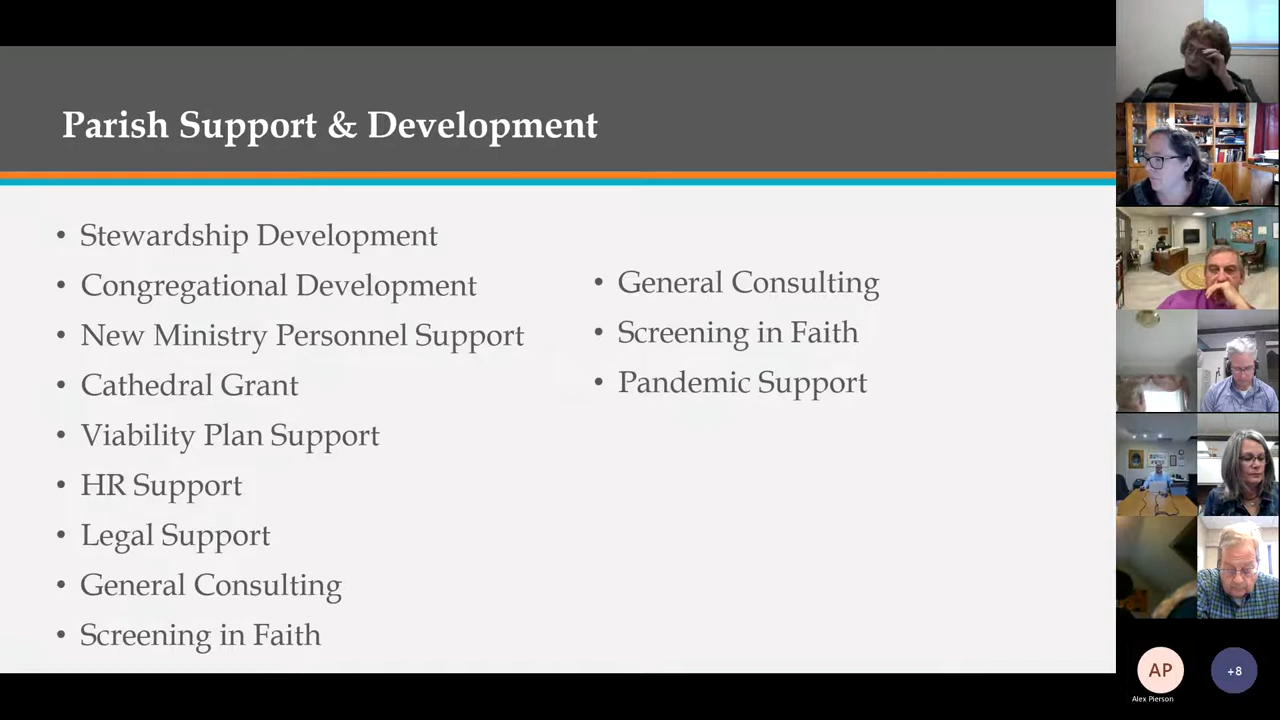 Parish Support & Development
• Stewardship Development
• Congregational Development
• New Ministry Personnel Support
• Cathedral Grant
• Viability Plan Support
• HR Support
• Legal Support
• General Consulting
• Screening in Faith
• General Consulting
• Screening in Faith
• Pandemic Support
AP
Alex Pierson
+8